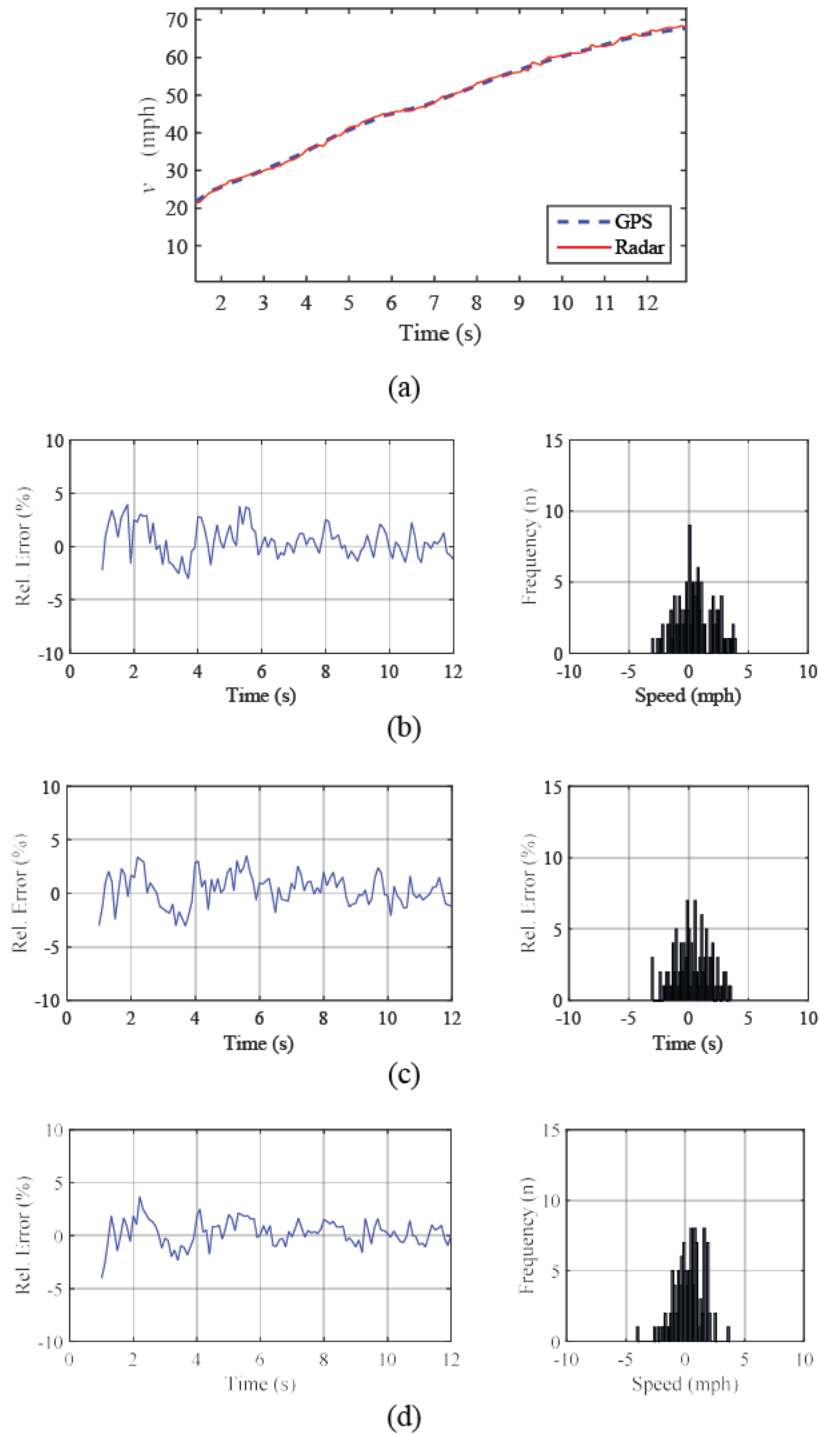 70
60
50
40
30
20
10
v (mph)
GPS
Radar
2 3 4 5 6 7 8 9 10 11 12
Time (s)
(a)
10
5
0
-5
-10
Rel. Error (%)
0 2 4 6 8 10 12
Time (s)
15
10
5
0
Frequency (n)
-10 -5 0 5 10
Speed (mph)
(b)
10
5
0
-5
-10
Rel. Error (%)
0 2 4 6 8 10 12
Time (s)
15
10
5
0
Rel. Error (%)
-10 -5 0 5 10
Time (s)
(c)
10
5
0
-5
-10
Rel. Error (%)
0 2 4 6 8 10 12
Time (s)
15
10
5
0
Frequency (n)
-10 -5 0 5 10
Speed (mph)
(d)